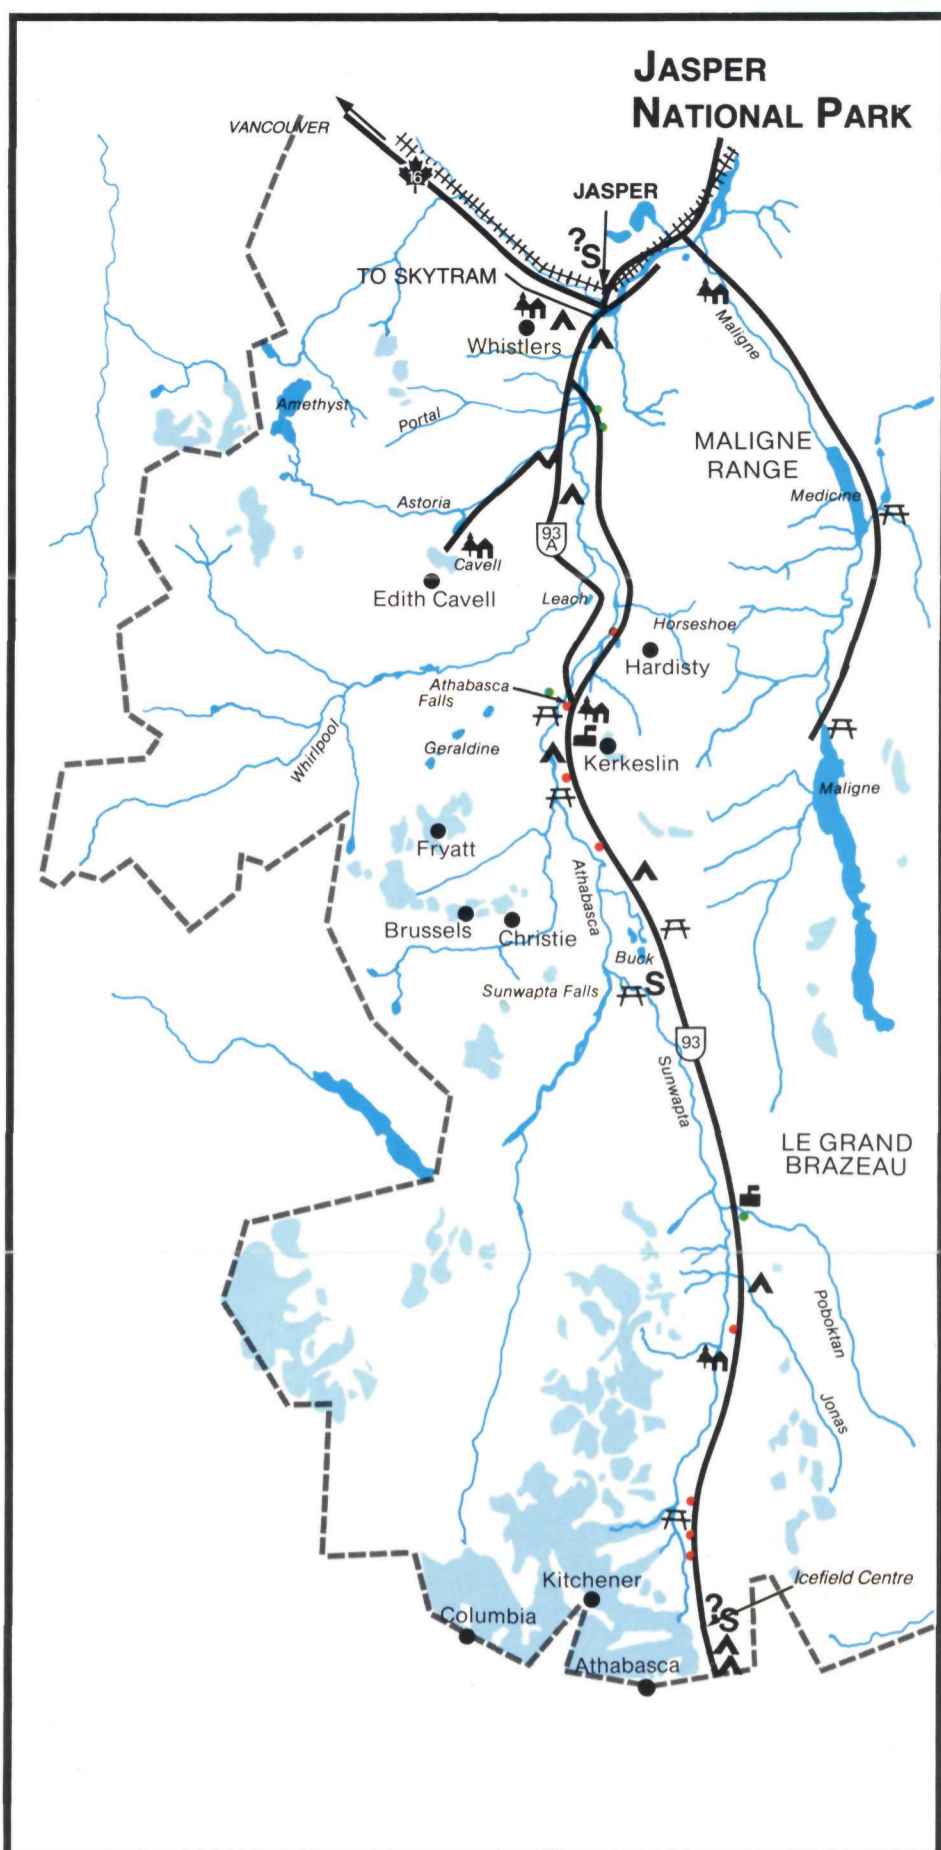 JASPER
NATIONAL PARK
VANCOUVER
16
JASPER
?
S
TO SKYTRAM
Whistlers
Maligne
Amethyst
Portal
MALIGNE
RANGE
Astoria
Medicine
93
A
Cavell
Edith Cavell
Leach
Horseshoe
Hardisty
Athabasca
Falls
Whirlpool
Geraldine
Kerkeslin
Maligne
Fryatt
Athabasca
Brussels
Christie
Buck
Sunwapta Falls
S
93
Sunwapta
LE GRAND
BRAZEAU
Poboktan
Jonas
Kitchener
Icefield Centre
?
S
Columbia
Athabasca